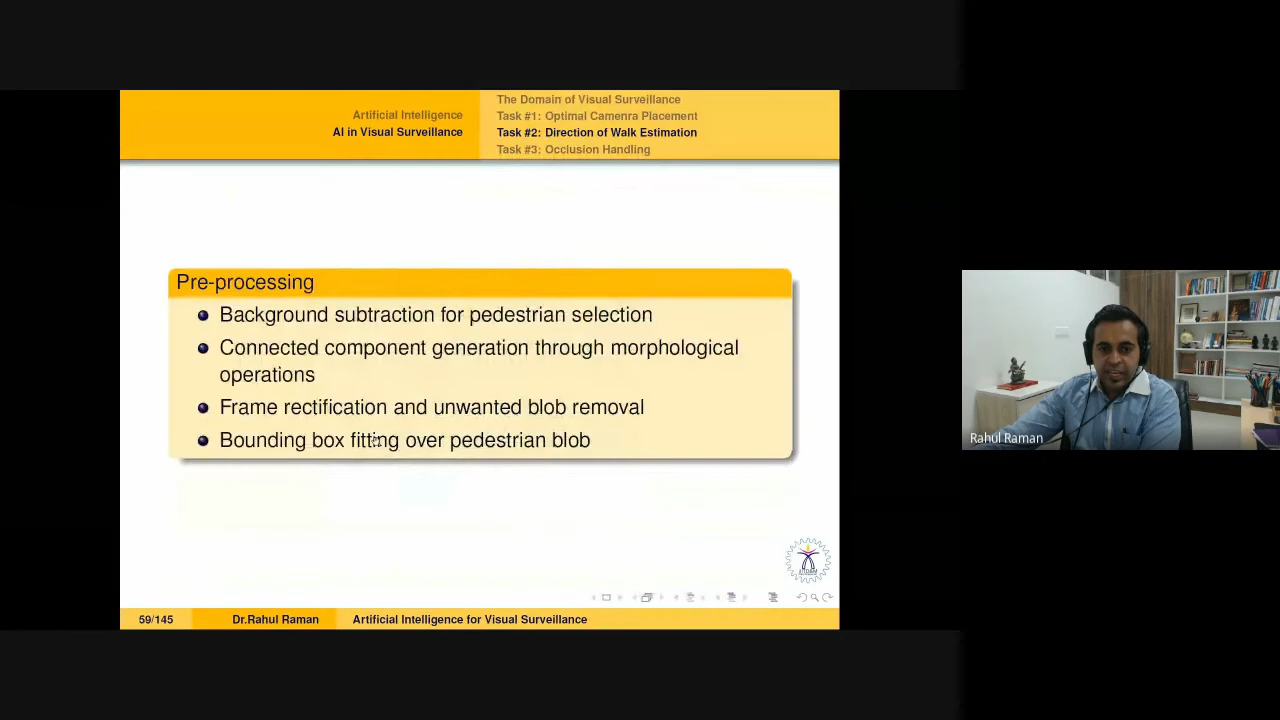 Artificial Intelligence
AI in Visual Surveillance
The Domain of Visual Surveillance
Task #1: Optimal Camenra Placement
Task #2: Direction of Walk Estimation
Task #3: Occlusion Handling
Pre-processing
Background subtraction for pedestrian selection
Connected component generation through morphological
operations
Frame rectification and unwanted blob removal
Bounding box fitting over pedestrian blob
59/145
Dr.Rahul Raman
Artificial Intelligence for Visual Surveillance
Rahul Raman